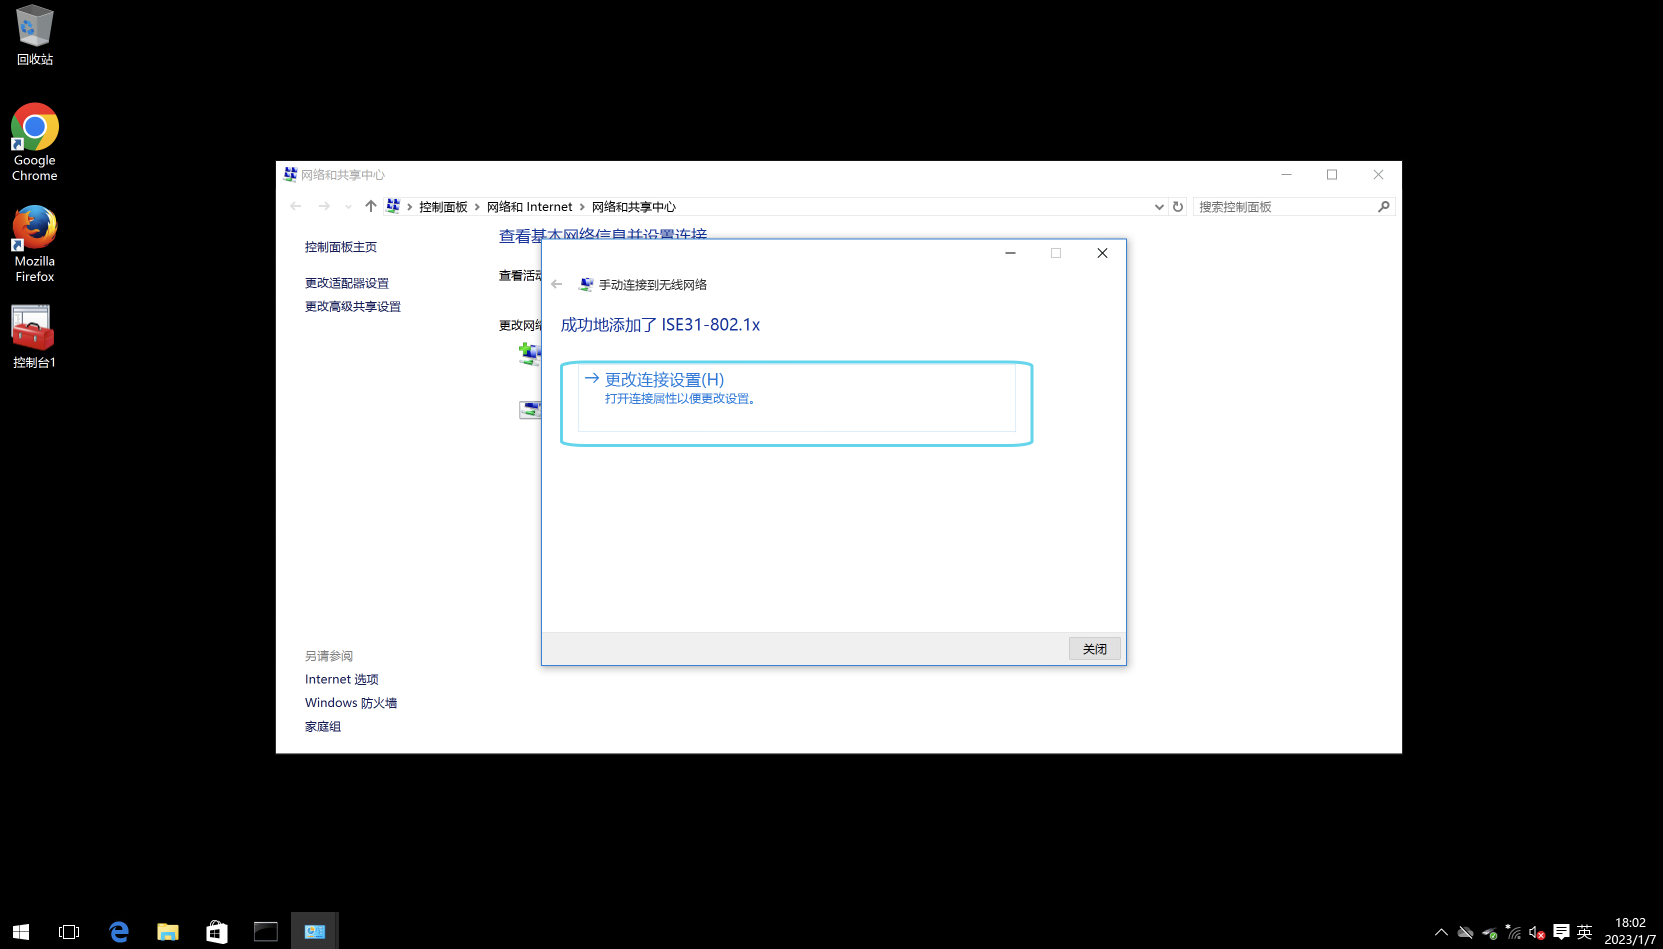 回收站
Google
Chrome
Mozilla
Firefox
控制台1
网络和共享中心
控制面板 网络和 Internet 网络和共享中心
搜索控制面板
控制面板主页
更改适配器设置
更改高级共享设置
查看基本网络信息并设置连接
查看活动
更改网络
手动连接到无线网络
成功地添加了 ISE31-802.1x
更改连接设置(H)
打开连接属性以便更改设置。
关闭
另请参阅
Internet 选项
Windows 防火墙
家庭组
英
18:02
2023/1/7